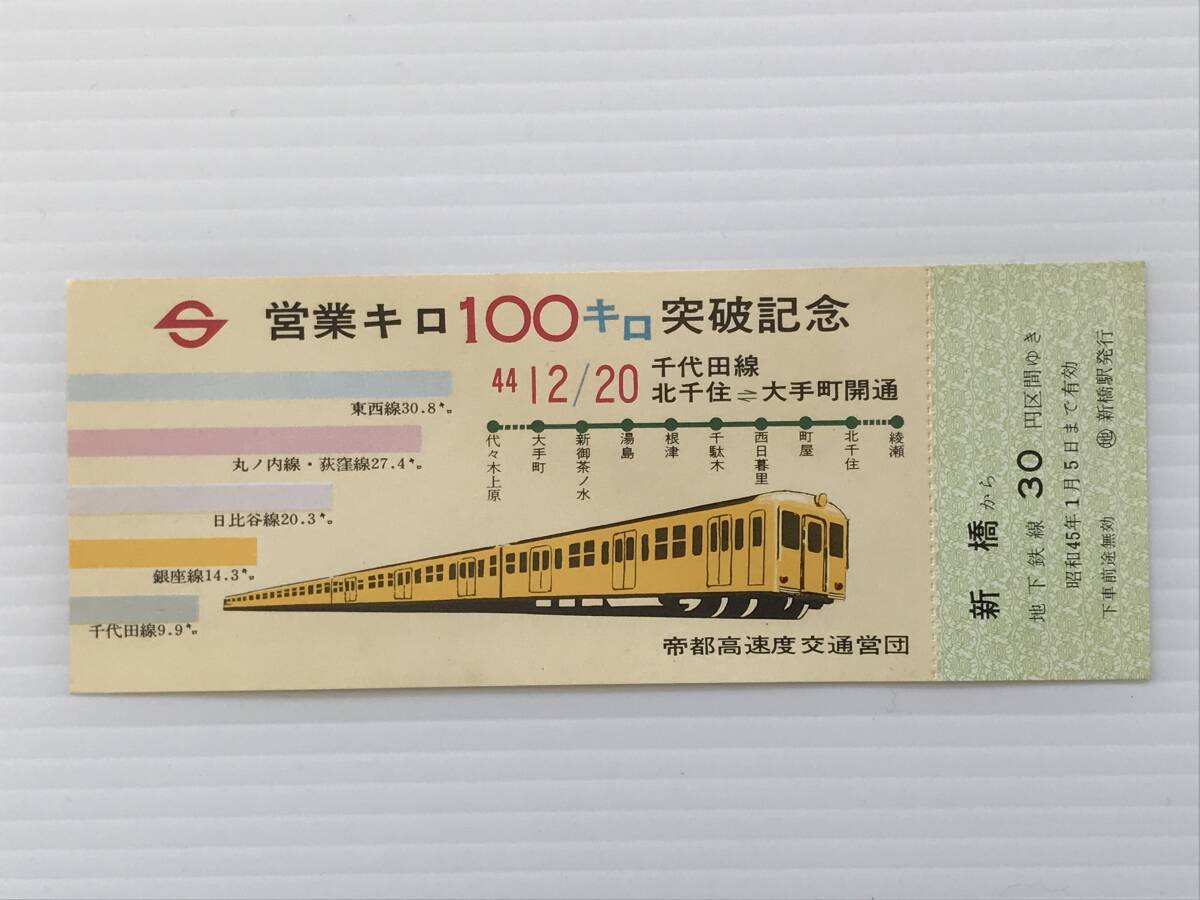 営業キロ100キロ突破記念
44 12/20
千代田線
北千住⇌大手町開通
東西線30.8㌔
丸ノ内線・荻窪線27.4㌔
日比谷線20.3㌔
銀座線14.3㌔
千代田線9.9㌔
代々木上原
大手町
新御茶ノ水
湯島
根津
千駄木
西日暮里
町屋
北千住
綾瀬
帝都高速度交通営団
新橋から
地下鉄線30円区間ゆき
昭和45年1月5日まで有効
下車前途無効 ㊉新橋駅発行